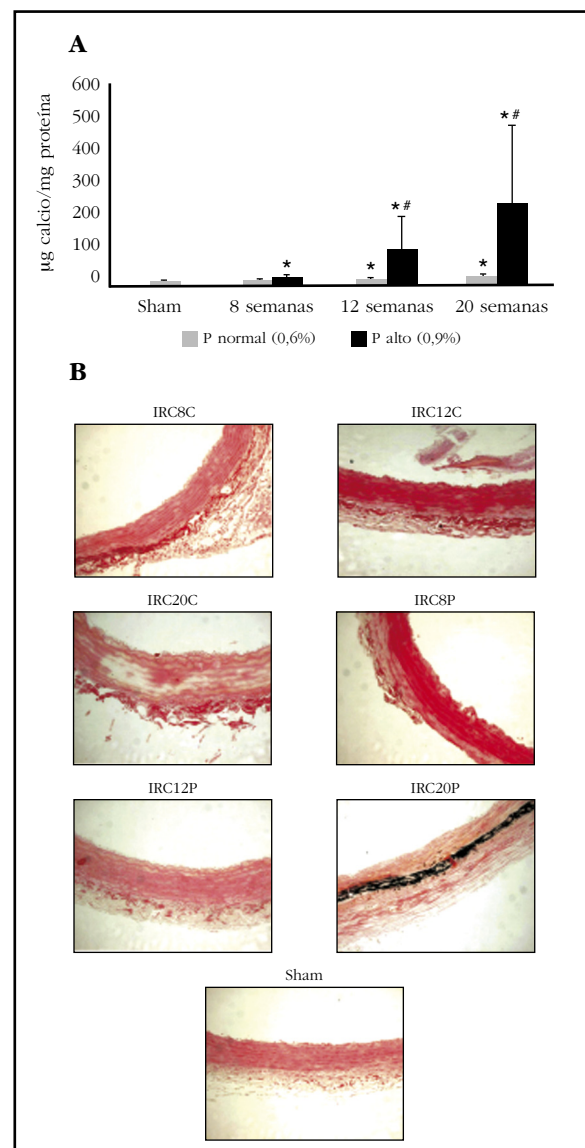 A
µg calcio/mg proteína
600
500
400
300
200
100
0
*
* *#
* *#
Sham 8 semanas 12 semanas 20 semanas
P normal (0,6%) P alto (0,9%)
B
IRC8C IRC12C
IRC20C IRC8P
IRC12P IRC20P
Sham